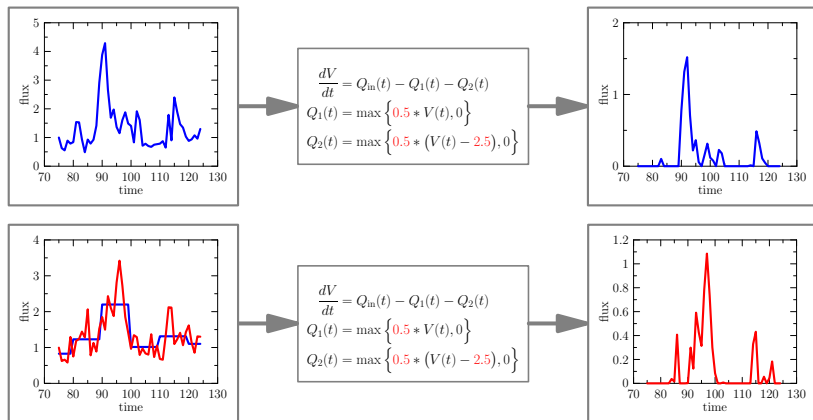 5
4
3
2
1
0
70 80 90 100 110 120 130
flux
time
dV/dt = Q_in(t) − Q_1(t) − Q_2(t)
Q_1(t) = max {0.5 * V(t), 0}
Q_2(t) = max {0.5 * (V(t) − 2.5), 0}
2
1
0
70 80 90 100 110 120 130
flux
time
4
3
2
1
0
70 80 90 100 110 120 130
flux
time
dV/dt = Q_in(t) − Q_1(t) − Q_2(t)
Q_1(t) = max {0.5 * V(t), 0}
Q_2(t) = max {0.5 * (V(t) − 2.5), 0}
1.2
1
0.8
0.6
0.4
0.2
0
70 80 90 100 110 120 130
flux
time